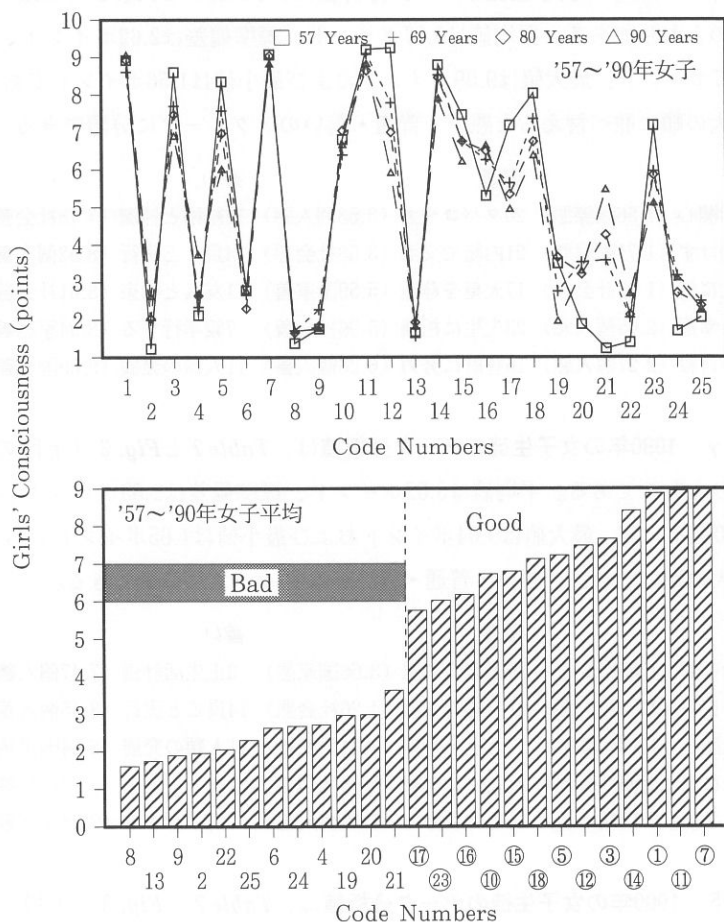 □ 57 Years + 69 Years ◇ 80 Years △ 90 Years
'57～'90年女子
10
9
8
7
6
5
4
3
2
1
1 3 5 7 8 10 12 14 16 18 20 22 24
2 4 6 9 11 13 15 17 19 21 23 25
Code Numbers
Girls' Consciousness (points)
'57～'90年女子平均
Good
Bad
9
8
7
6
5
4
3
2
1
0
8 9 22 6 4 20 ⑰ ⑯ ⑮ ⑤ ③ ① ⑦
13 2 25 24 19 21 ㉓ ⑩ ⑱ ⑫ ⑭ ⑪
Code Numbers